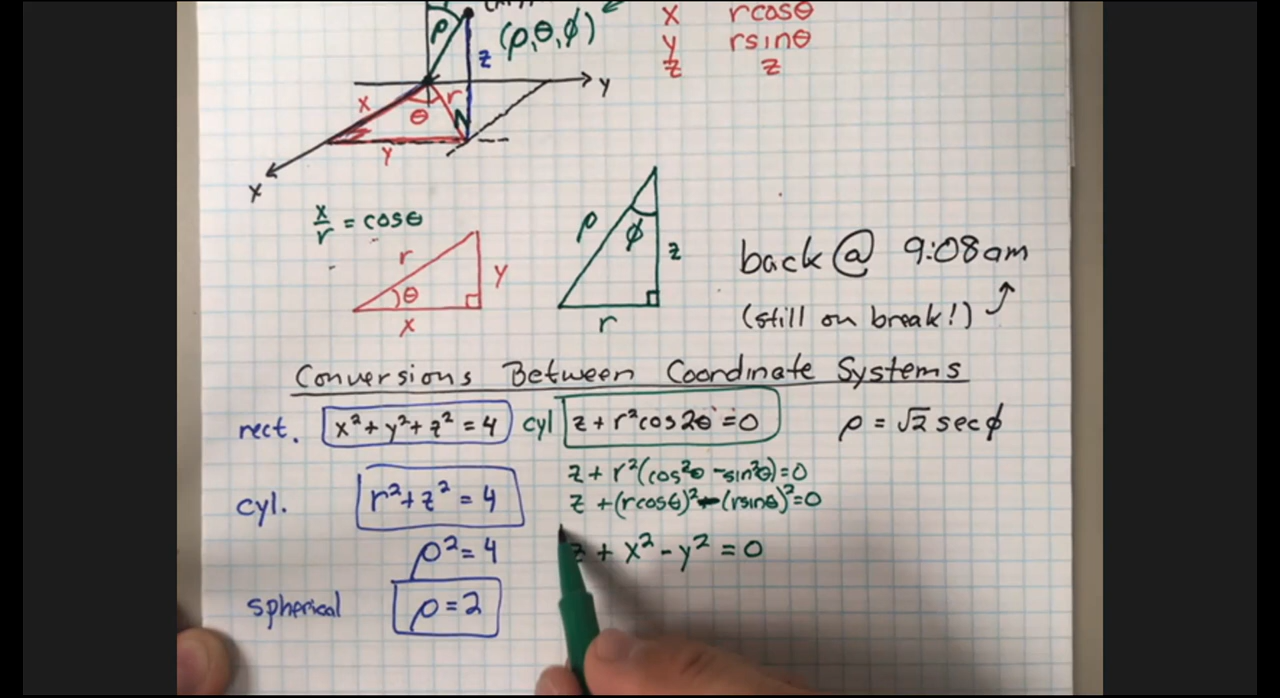 x rcosθ
ρ (ρ,θ,ϕ) y rsinθ
z z z
y
x r
θ
y
x
x/r = cosθ
ρ ϕ z
r y
θ
x
r
back @ 9:08am
(still on break!)
Conversions Between Coordinate Systems
rect. x²+y²+z² = 4 cyl z + r²cos2θ = 0 ρ = √2 secϕ
z + r²(cos²θ - sin²θ) = 0
cyl. r²+z² = 4 z + (rcosθ)² - (rsinθ)² = 0
ρ² = 4 z + x² - y² = 0
spherical ρ = 2